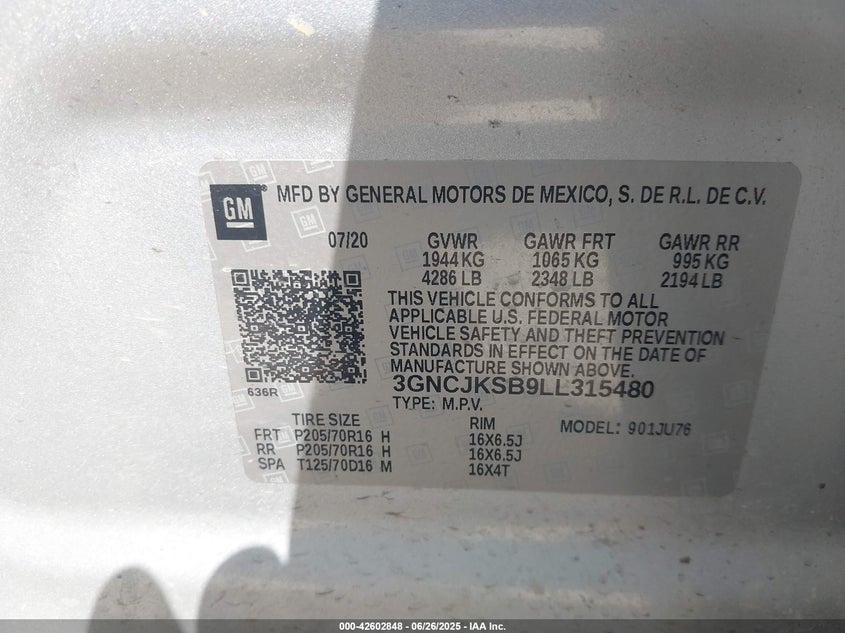 GM ® MFD BY GENERAL MOTORS DE MEXICO, S. DE R.L. DE C.V.
07/20 GVWR GAWR FRT GAWR RR
1944 KG 1065 KG 995 KG
4286 LB 2348 LB 2194 LB
THIS VEHICLE CONFORMS TO ALL
APPLICABLE U.S. FEDERAL MOTOR
VEHICLE SAFETY AND THEFT PREVENTION
STANDARDS IN EFFECT ON THE DATE OF
MANUFACTURE SHOWN ABOVE.
636R 3GNCJKSB9LL315480
TYPE: M.P.V.
TIRE SIZE RIM MODEL: 901JU76
FRT P205/70R16 H 16X6.5J
RR P205/70R16 H 16X6.5J
SPA T125/70D16 M 16X4T
000-42602848 - 06/26/2025 - IAA Inc.